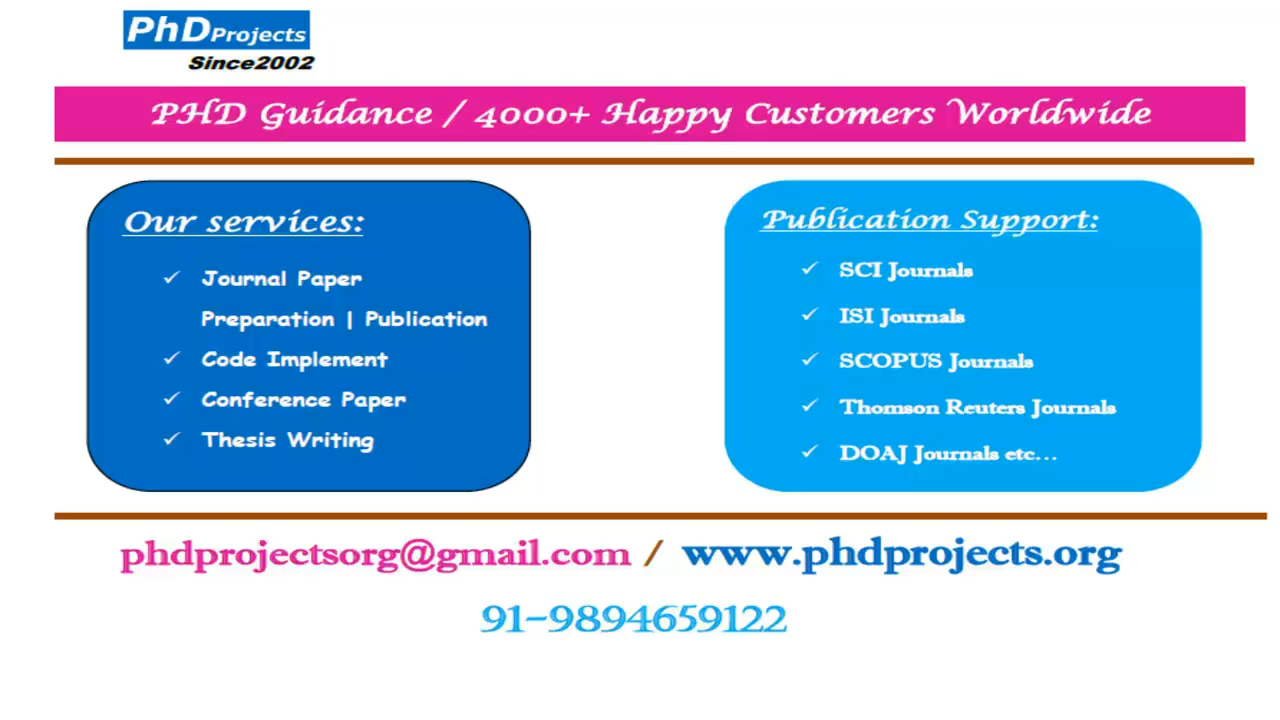 PhDProjects
Since2002
PHD Guidance / 4000+ Happy Customers Worldwide
Our services:
✓ Journal Paper
Preparation | Publication
✓ Code Implement
✓ Conference Paper
✓ Thesis Writing
Publication Support:
✓ SCI Journals
✓ ISI Journals
✓ SCOPUS Journals
✓ Thomson Reuters Journals
✓ DOAJ Journals etc...
phdprojectsorg@gmail.com / www.phdprojects.org
91-9894659122